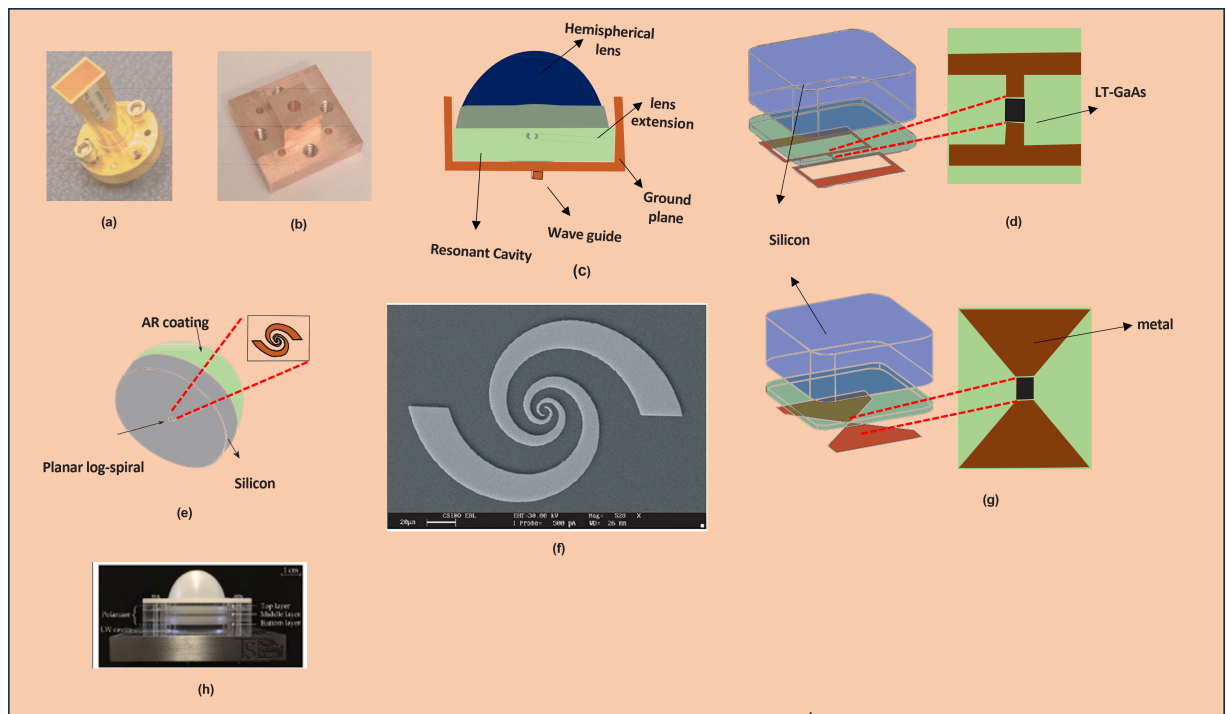 Hemispherical
lens
lens
extension
Ground
plane
Wave guide
Resonant Cavity
(a)
(b)
(c)
LT-GaAs
(d)
Silicon
AR coating
Planar log-spiral
Silicon
(e)
20μm
CSIRO EBL
EHT=30.00 kV
Mag= 528 X
I Probe= 500 pA
WD= 26 mm
(f)
metal
(g)
1 cm
Polarizer
Top layer
Middle layer
Bottom layer
LW cavity
(h)